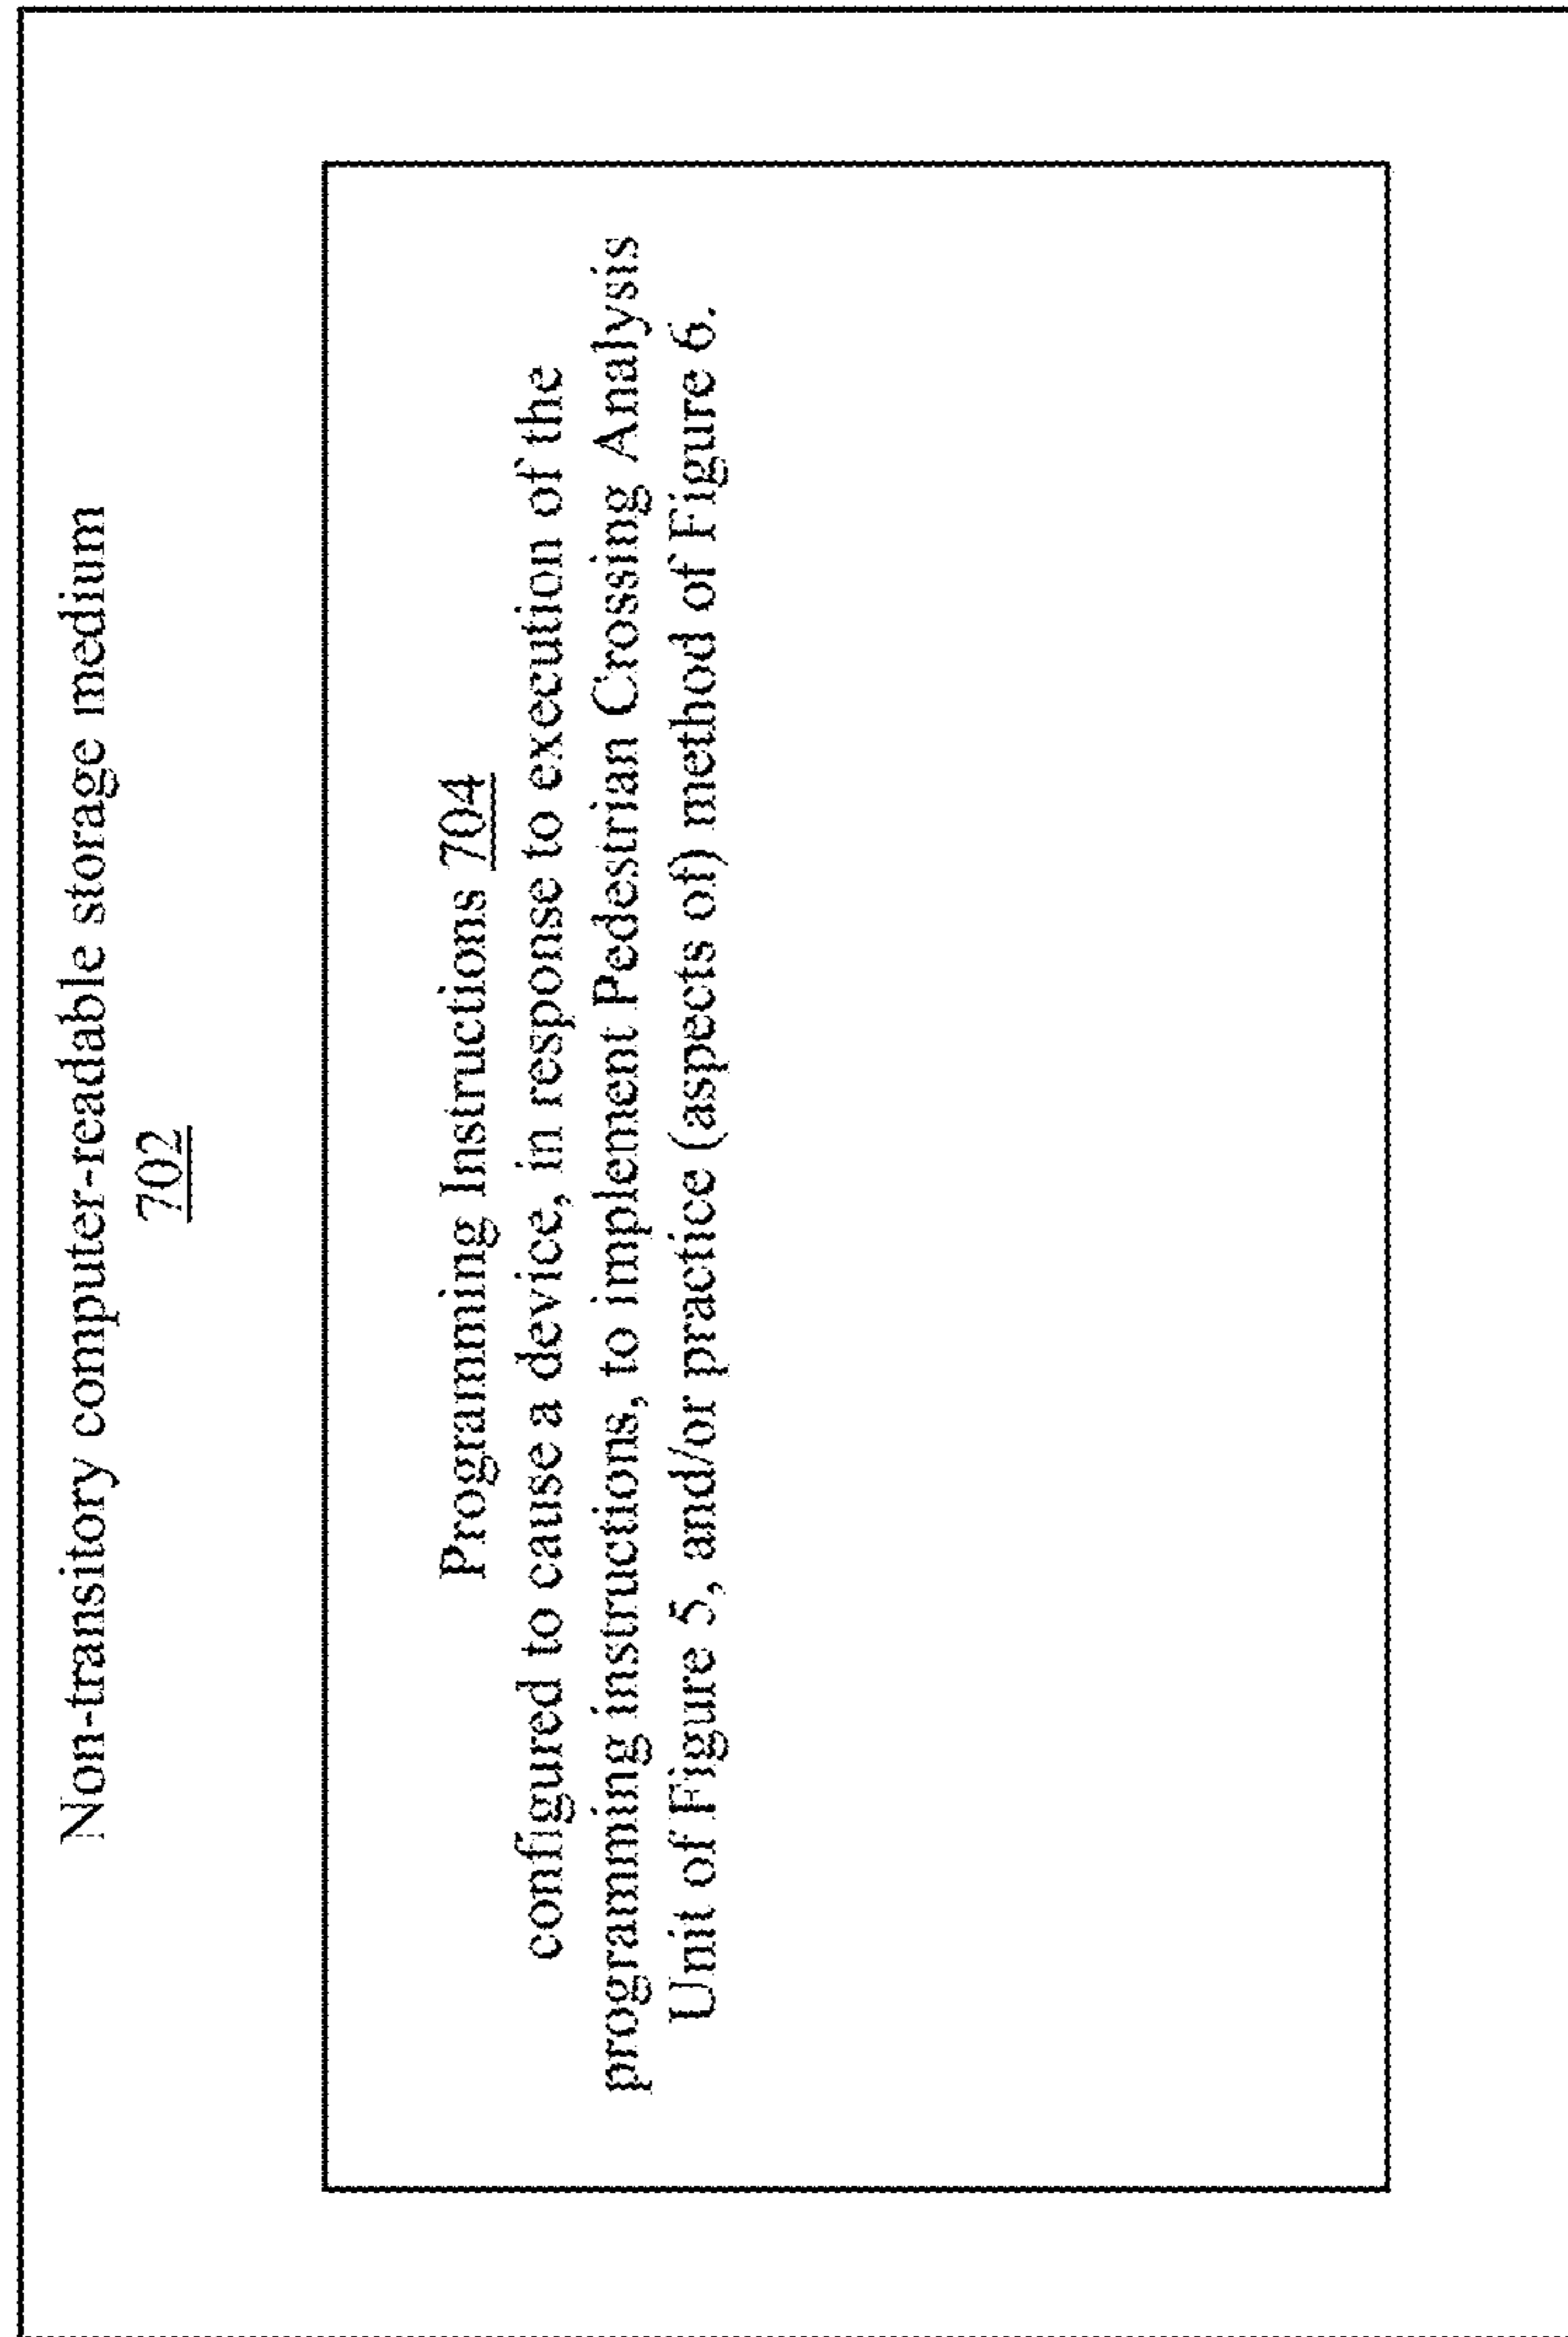 Non-transitory computer-readable storage medium
702
Programming Instructions 704
configured to cause a device, in response to execution of the
programing instructions, to implement Pedestrian Crossing Analysis
Unit of Figure 5, and/or practice (aspects of) method of Figure 6.